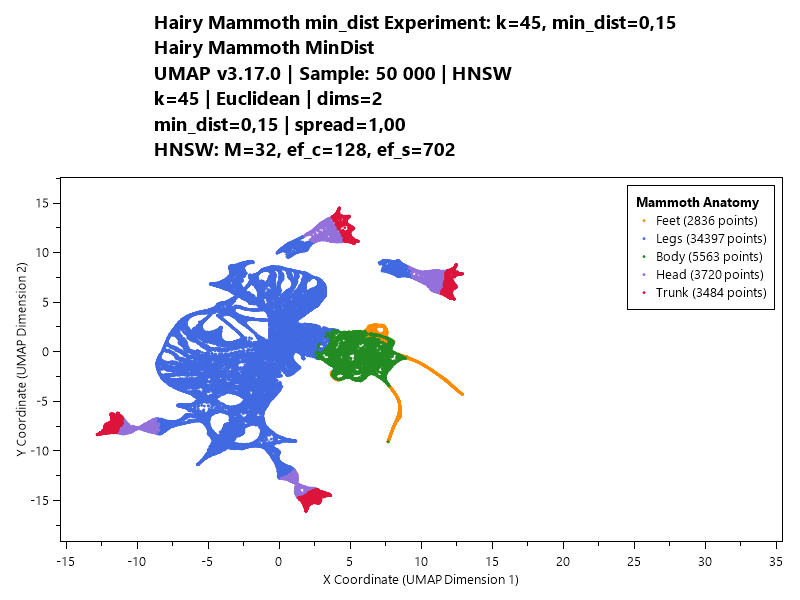 Hairy Mammoth min_dist Experiment: k=45, min_dist=0,15
Hairy Mammoth MinDist
UMAP v3.17.0 | Sample: 50 000 | HNSW
k=45 | Euclidean | dims=2
min_dist=0,15 | spread=1,00
HNSW: M=32, ef_c=128, ef_s=702
Mammoth Anatomy
Feet (2836 points)
Legs (34397 points)
Body (5563 points)
Head (3720 points)
Trunk (3484 points)
Y Coordinate (UMAP Dimension 2)
15
10
5
0
-5
-10
-15
-15
-10
-5
0
5
10
15
20
25
30
35
X Coordinate (UMAP Dimension 1)